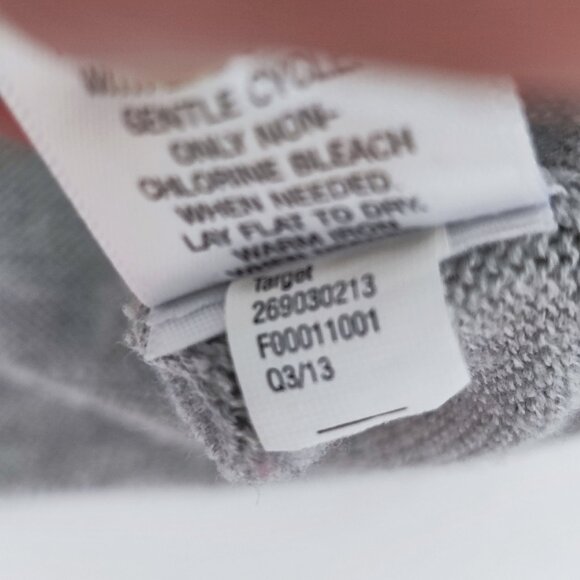 GENTLE CYCLE
ONLY NON-
CHLORINE BLEACH
WHEN NEEDED.
LAY FLAT TO DRY.
WARM IRON
Target
269030213
F00011001
Q3/13